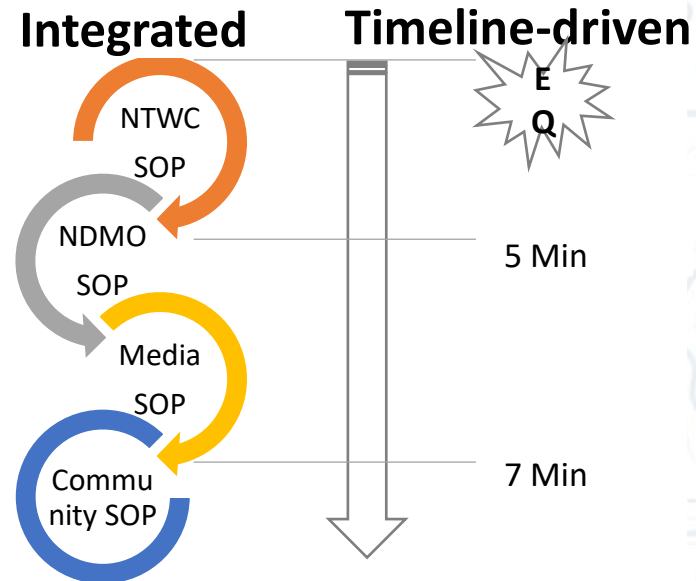 Integrated
Timeline-driven
NTWC
SOP
NDMO
SOP
Media
SOP
Commu
nity SOP
E
Q
5 Min
7 Min